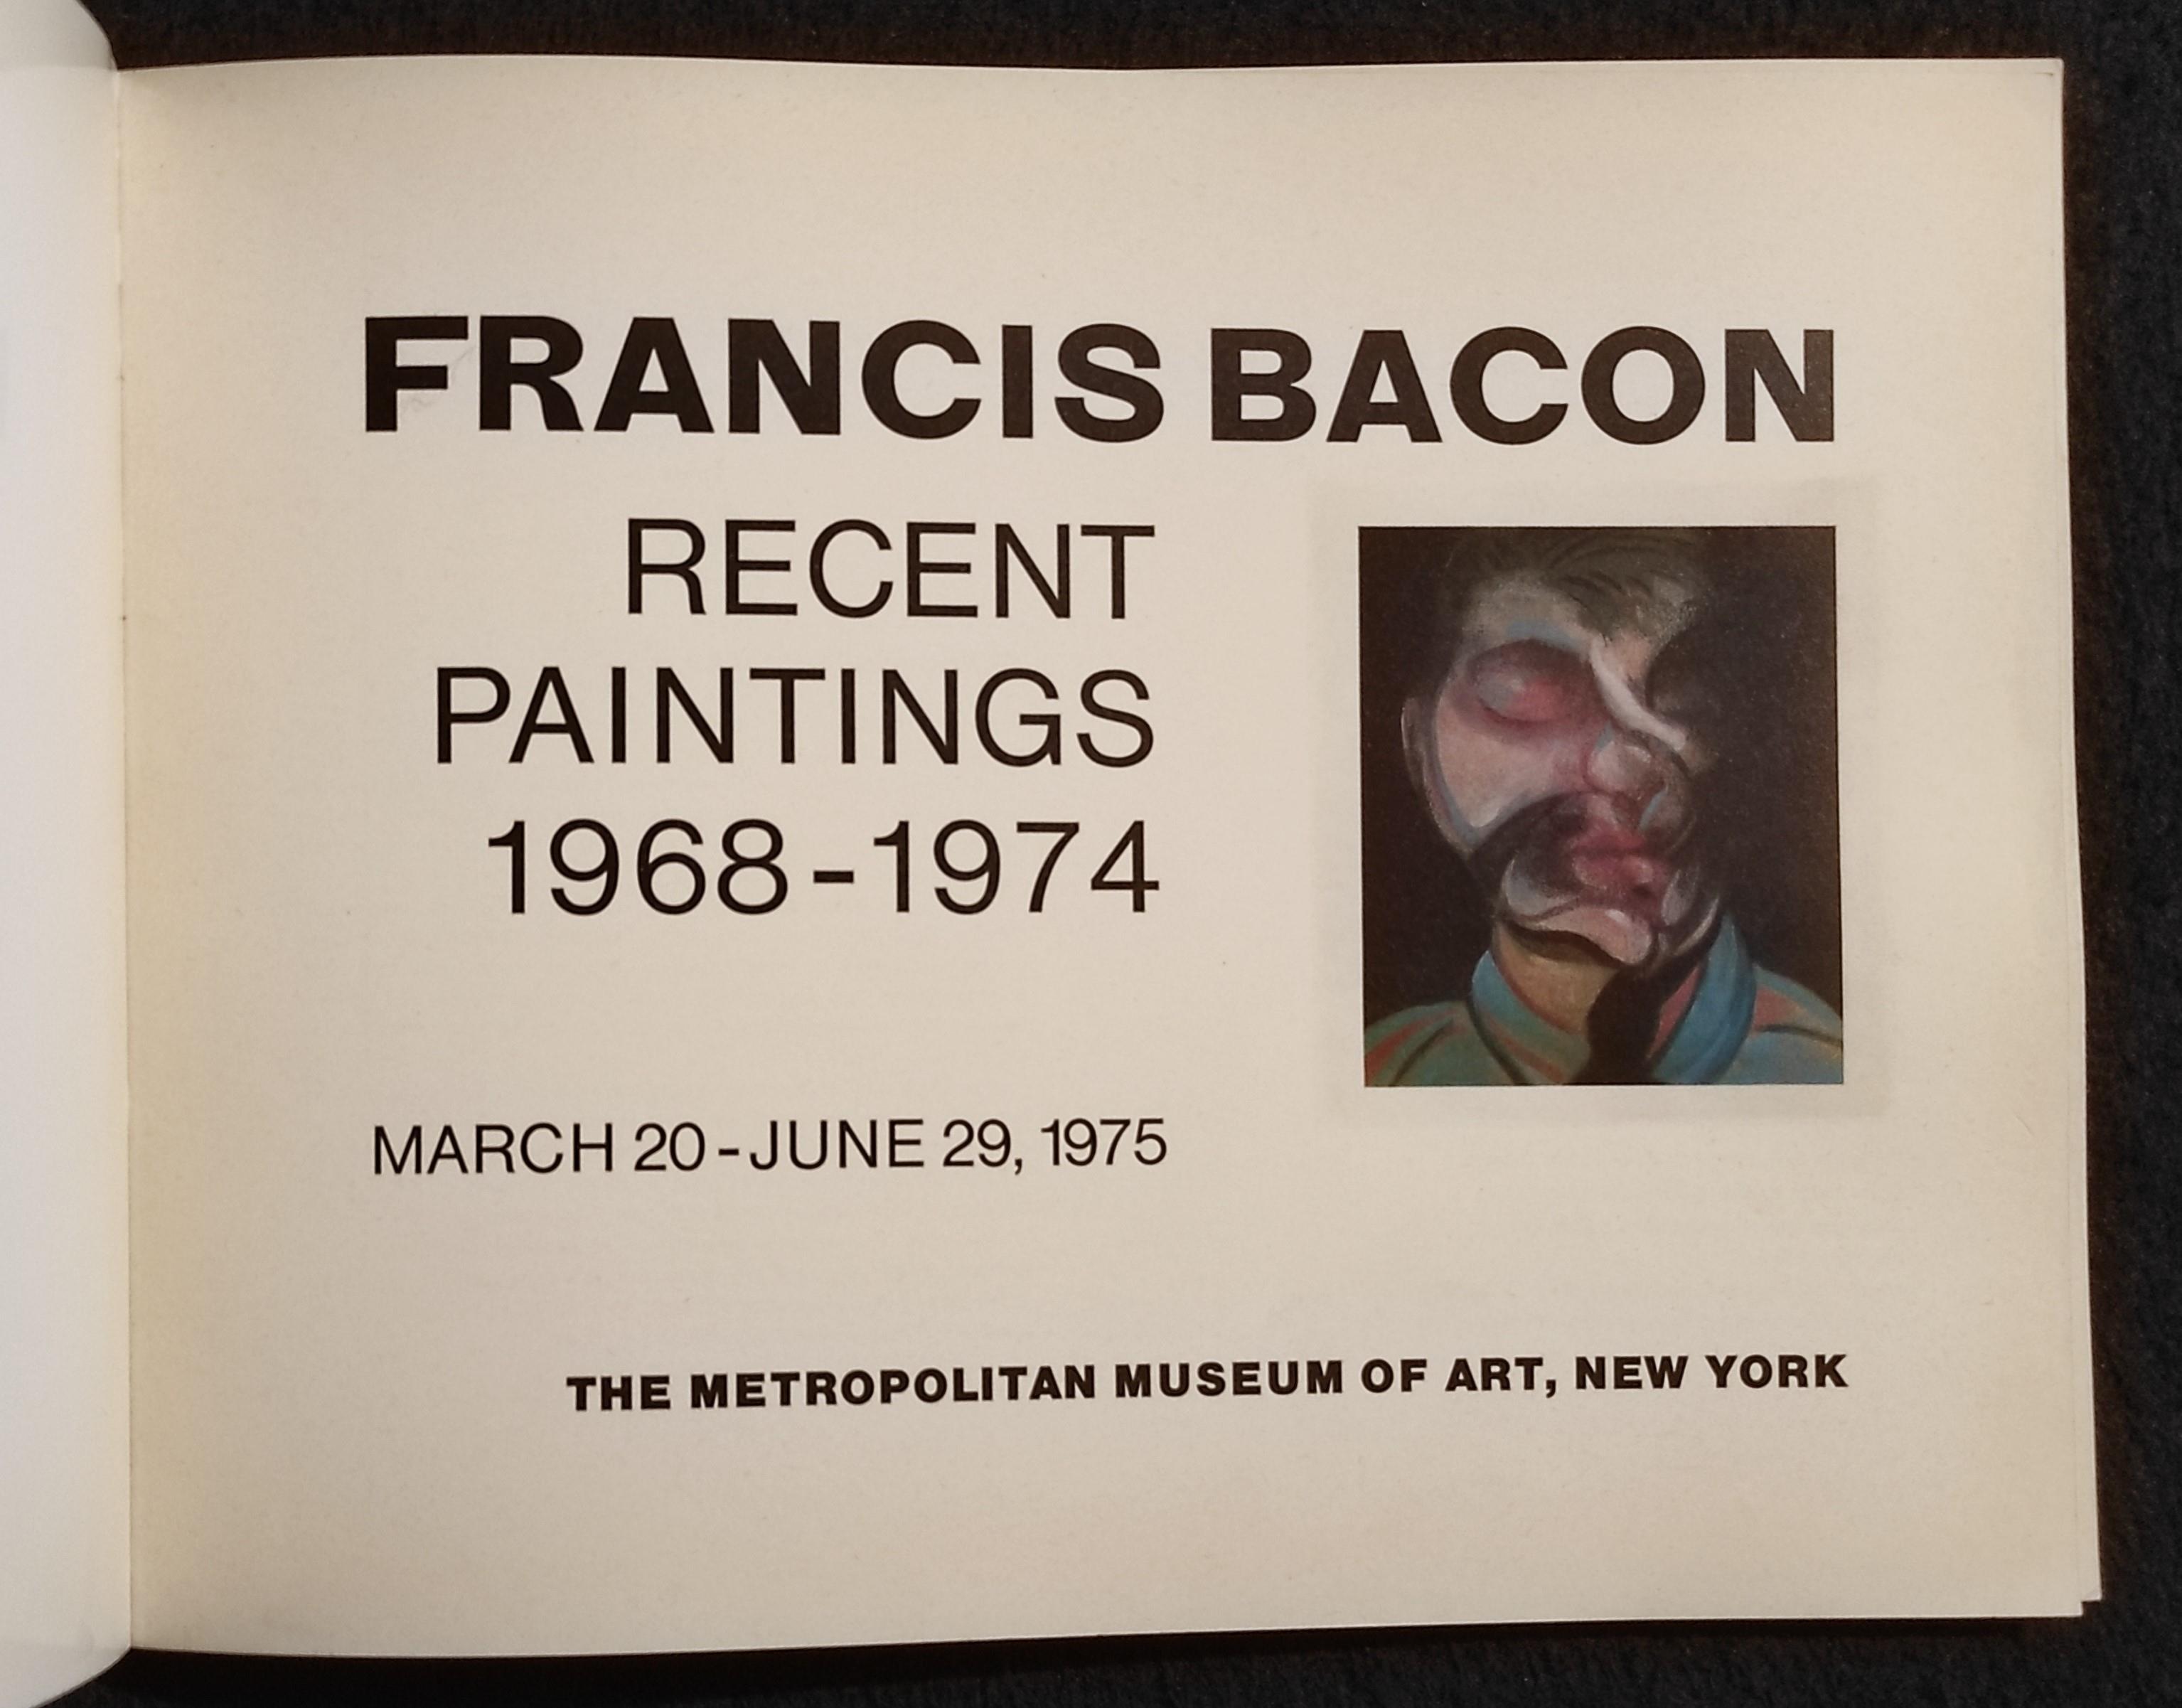 FRANCIS BACON
RECENT
PAINTINGS
1968-1974
MARCH 20-JUNE 29, 1975
THE METROPOLITAN MUSEUM OF ART, NEW YORK